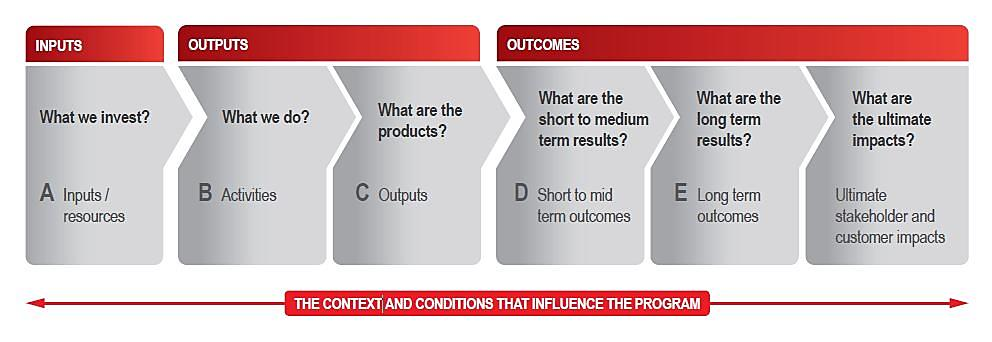 INPUTS
OUTPUTS
OUTCOMES
What we invest?
A Inputs /
resources
What we do?
B Activities
What are the
products?
C Outputs
What are the
short to medium
term results?
D Short to mid
term outcomes
What are the
long term
results?
E Long term
outcomes
What are
the ultimate
impacts?
Ultimate
stakeholder and
customer impacts
THE CONTEXT AND CONDITIONS THAT INFLUENCE THE PROGRAM